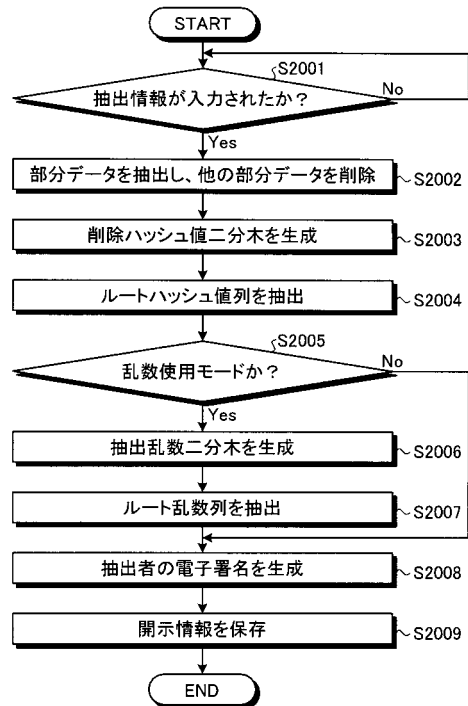 START
S2001
抽出情報が入力されたか？
No
Yes
部分データを抽出し、他の部分データを削除
S2002
削除ハッシュ値二分木を生成
S2003
ルートハッシュ値列を抽出
S2004
S2005
乱数使用モードか？
No
Yes
抽出乱数二分木を生成
S2006
ルート乱数列を抽出
S2007
抽出者の電子署名を生成
S2008
開示情報を保存
S2009
END